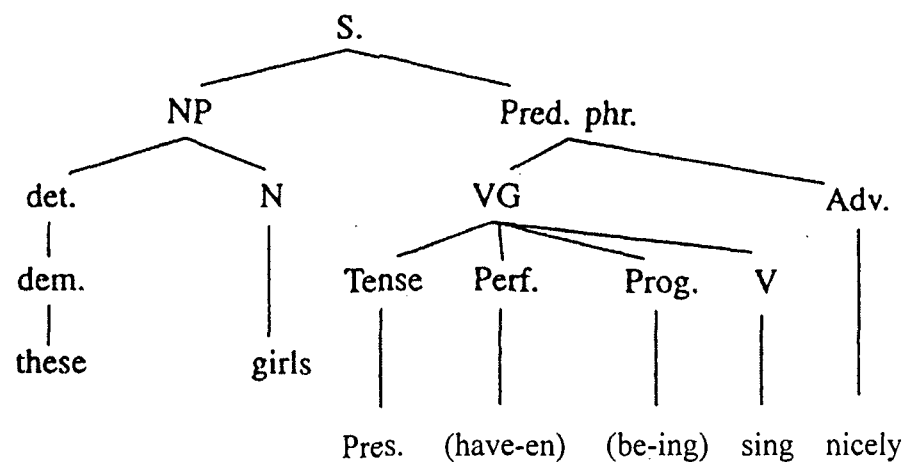 S.
NP Pred. phr.
det. N VG Adv.
dem. Tense Perf. Prog. V
these girls
Pres. (have-en) (be-ing) sing nicely